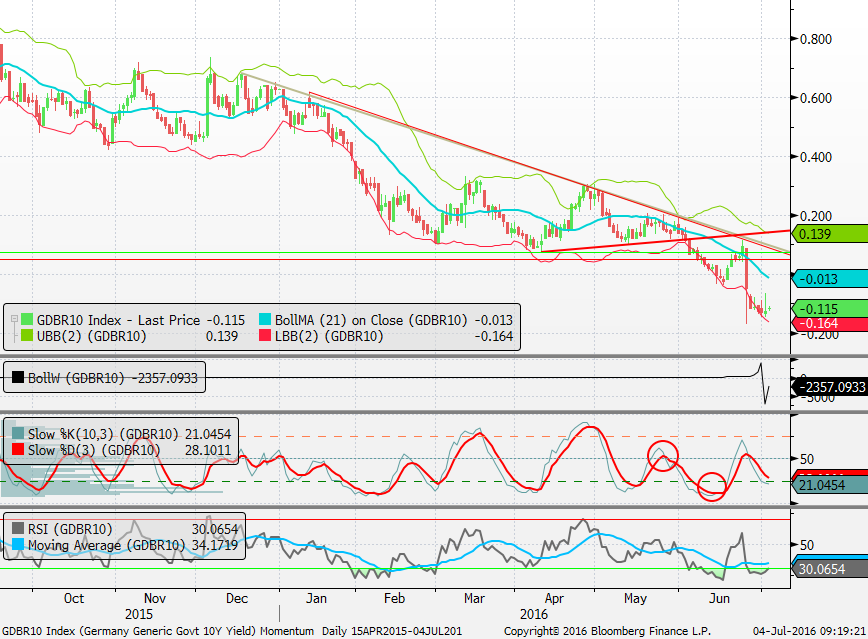 0.800
0.600
0.400
0.200
0.139
-0.013
-0.115
-0.164
-0.200
GDBR10 Index - Last Price -0.115
BollMA (21) on Close (GDBR10) -0.013
UBB(2) (GDBR10) 0.139
LBB(2) (GDBR10) -0.164
BollW (GDBR10) -2357.0933
-2357.0933
Slow %K(10,3) (GDBR10) 21.0454
Slow %D(3) (GDBR10) 28.1011
50
21.0454
RSI (GDBR10) 30.0654
Moving Average (GDBR10) 34.1719
50
30.0654
Oct Nov Dec Jan Feb Mar Apr May Jun
2015 2016
GDBR10 Index (Germany Generic Govt 10Y Yield) Momentum Daily 15APR2015-04JUL201 Copyright© 2016 Bloomberg Finance L.P. 04-Jul-2016 09:19:21